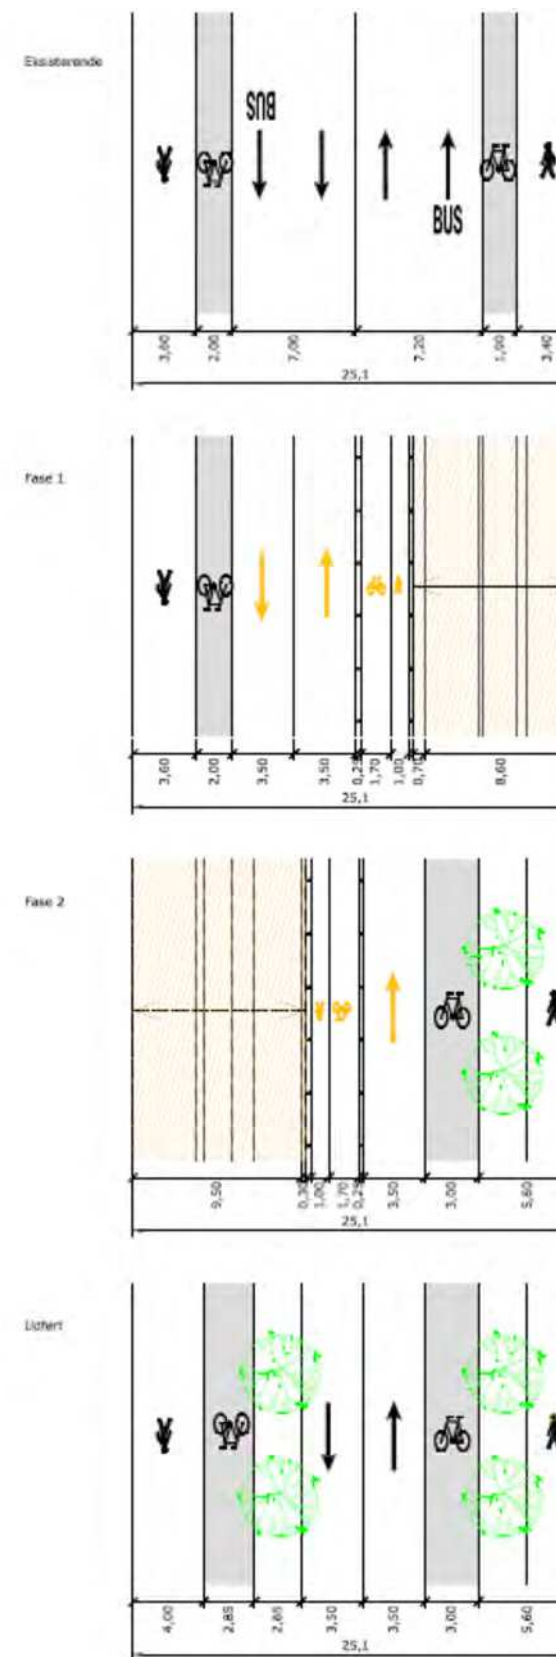 Eksisterende
BUS
BUS
3,60 2,00 7,00 7,20 1,90 3,40
25,1
Fase 1
3,60 2,00 3,50 3,50 0,25 1,70 1,00 0,70 8,60
25,1
Fase 2
9,50 0,30 1,00 1,70 0,25 3,50 3,00 5,60
25,1
Udført
4,00 2,85 2,65 3,50 3,50 3,00 5,60
25,1